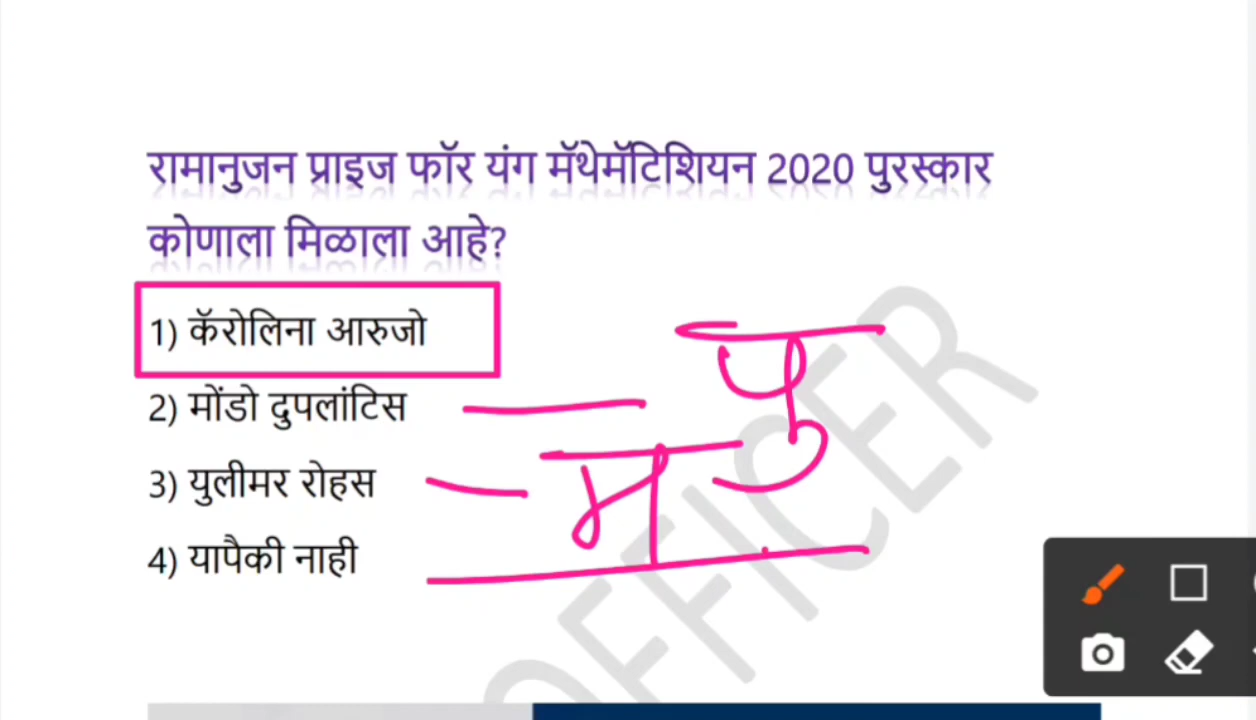 रामानुजन प्राइज फॉर यंग मॅथेमॅटिशियन 2020 पुरस्कार
कोणाला मिळाला आहे?
1) कॅरोलिना आरुजो
2) मोंडो दुपलांटिस
3) युलीमर रोहस
4) यापैकी नाही
पु
म
OFFICER